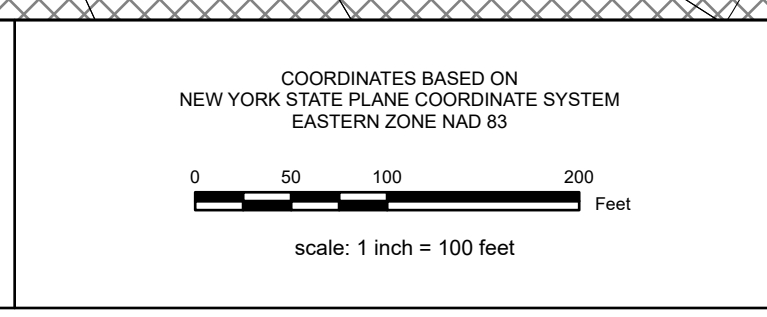 COORDINATES BASED ON
NEW YORK STATE PLANE COORDINATE SYSTEM
EASTERN ZONE NAD 83
0 50 100 200
Feet
scale: 1 inch = 100 feet